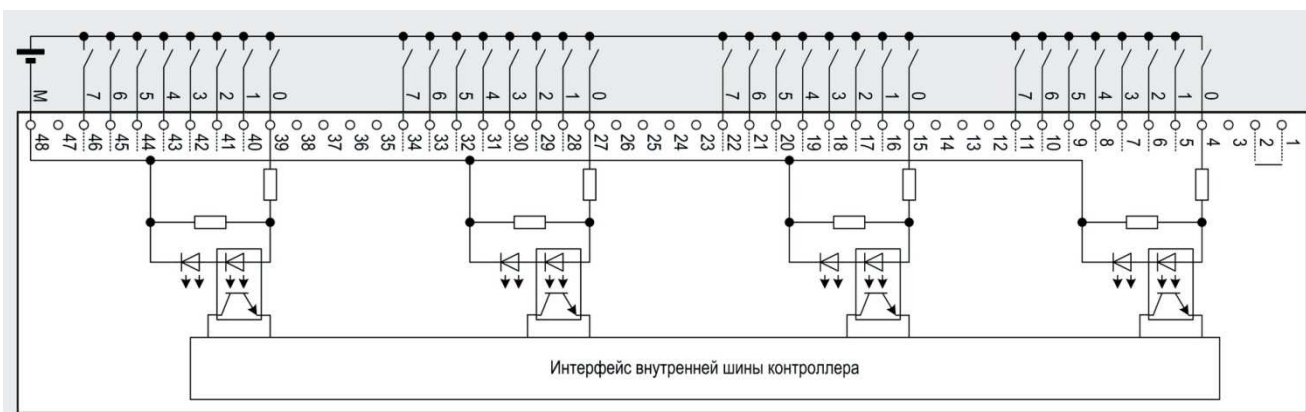 M 7 6 5 4 3 2 1 0 7 6 5 4 3 2 1 0 7 6 5 4 3 2 1 0 7 6 5 4 3 2 1 0
48 47 46 45 44 43 42 41 40 39 38 37 36 35 34 33 32 31 30 29 28 27 26 25 24 23 22 21 20 19 18 17 16 15 14 13 12 11 10 9 8 7 6 5 4 3 2 1
Интерфейс внутренней шины контроллера